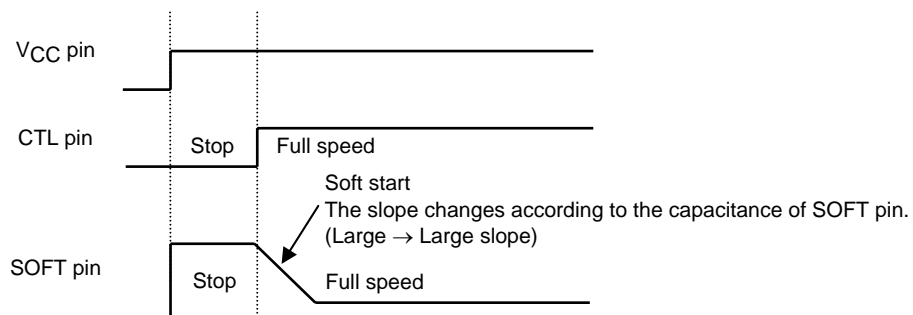 VCC pin
CTL pin
Stop
Full speed
Soft start
The slope changes according to the capacitance of SOFT pin.
(Large → Large slope)
SOFT pin
Stop
Full speed